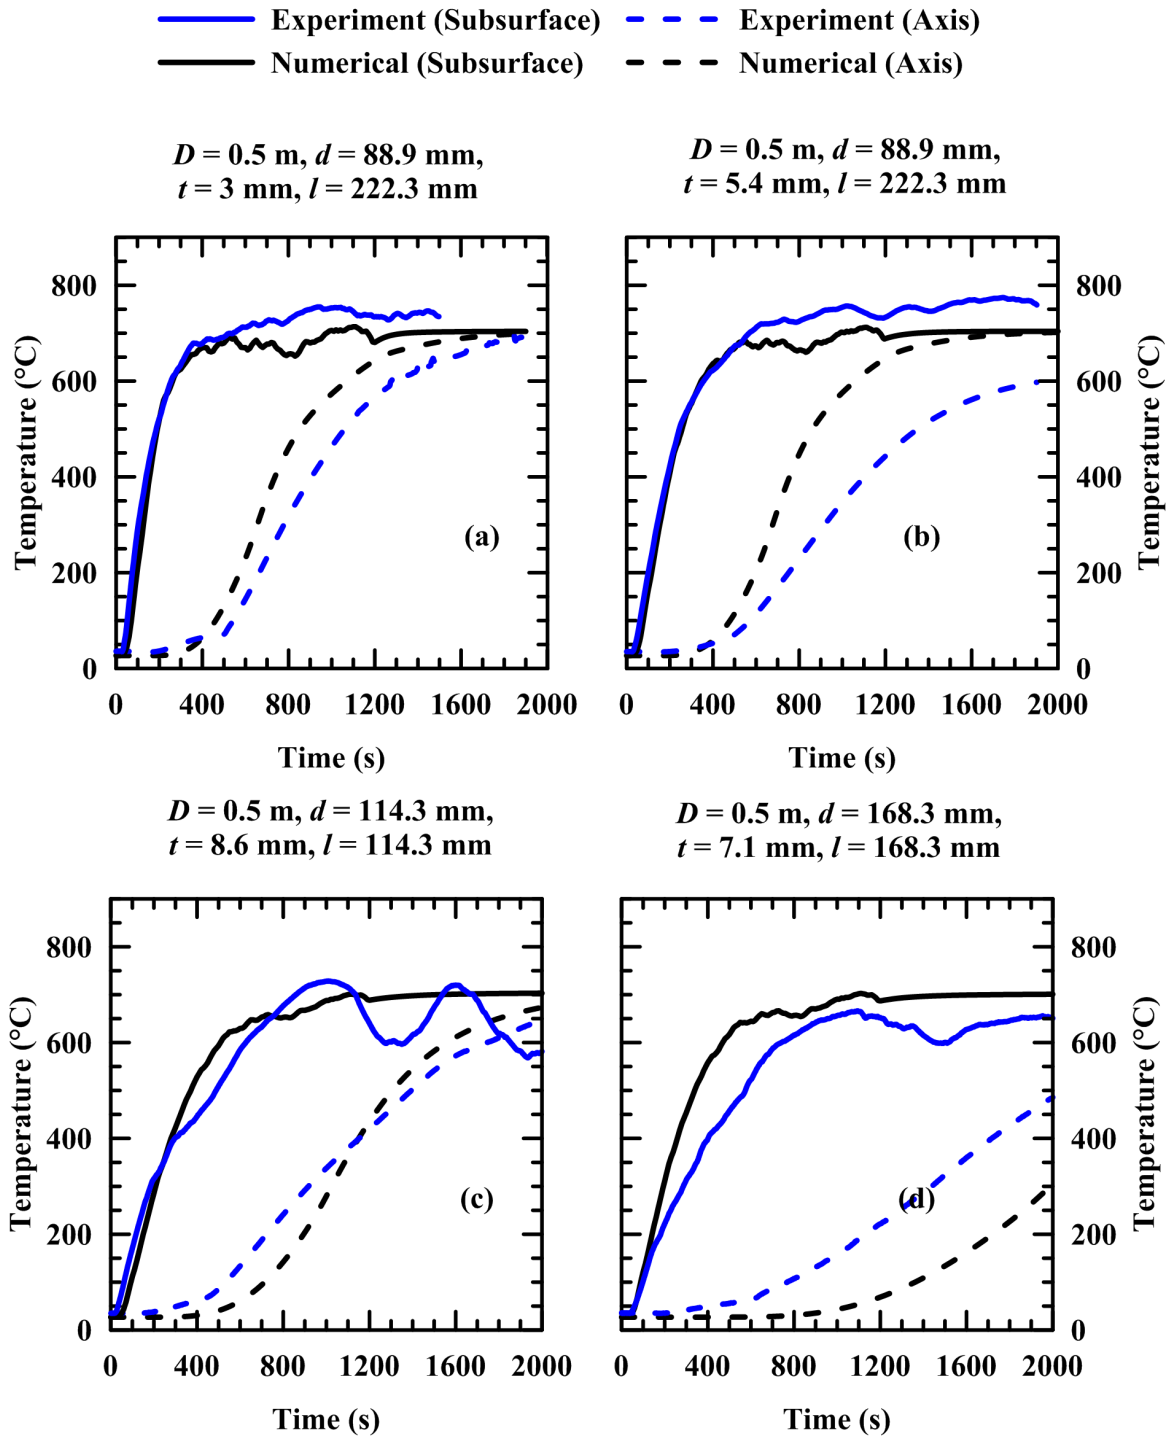 Experiment (Subsurface) Experiment (Axis)
Numerical (Subsurface) Numerical (Axis)
D = 0.5 m, d = 88.9 mm,
t = 3 mm, l = 222.3 mm
D = 0.5 m, d = 88.9 mm,
t = 5.4 mm, l = 222.3 mm
Temperature (°C)
800
600
400
200
0
(a)
0 400 800 1200 1600 2000
Time (s)
(b)
800
600
400
200
0
Temperature (°C)
0 400 800 1200 1600 2000
Time (s)
D = 0.5 m, d = 114.3 mm,
t = 8.6 mm, l = 114.3 mm
D = 0.5 m, d = 168.3 mm,
t = 7.1 mm, l = 168.3 mm
Temperature (°C)
800
600
400
200
0
(c)
0 400 800 1200 1600 2000
Time (s)
(d)
800
600
400
200
0
Temperature (°C)
0 400 800 1200 1600 2000
Time (s)